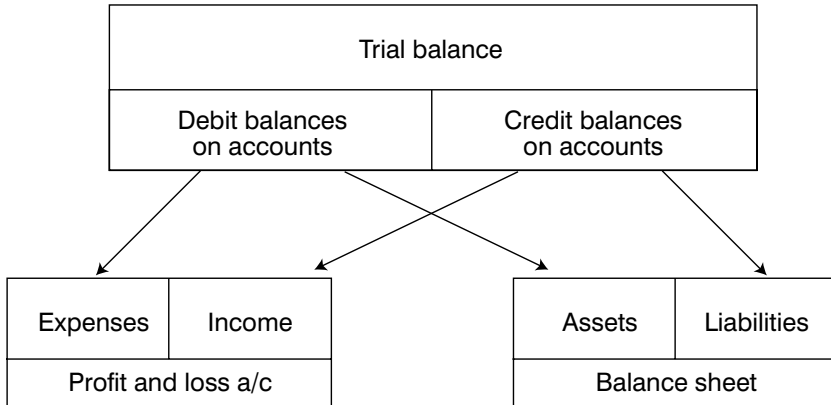 Trial balance
Debit balances
on accounts
Credit balances
on accounts
Expenses
Income
Profit and loss a/c
Assets
Liabilities
Balance sheet